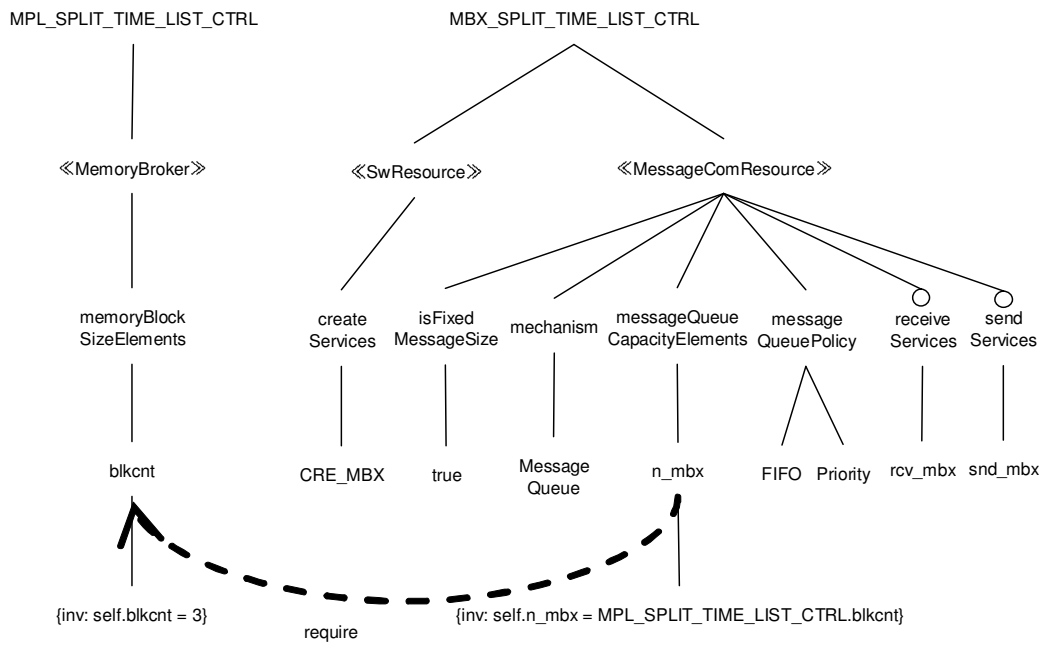 MPL_SPLIT_TIME_LIST_CTRL
MBX_SPLIT_TIME_LIST_CTRL
≪MemoryBroker≫
≪SwResource≫
≪MessageComResource≫
memoryBlock
SizeElements
create
Services
isFixed
MessageSize
mechanism
messageQueue
CapacityElements
message
QueuePolicy
receive
Services
send
Services
blkcnt
CRE_MBX
true
Message
Queue
n_mbx
FIFO
Priority
rcv_mbx
snd_mbx
{inv: self.blkcnt = 3}
{inv: self.n_mbx = MPL_SPLIT_TIME_LIST_CTRL.blkcnt}
require